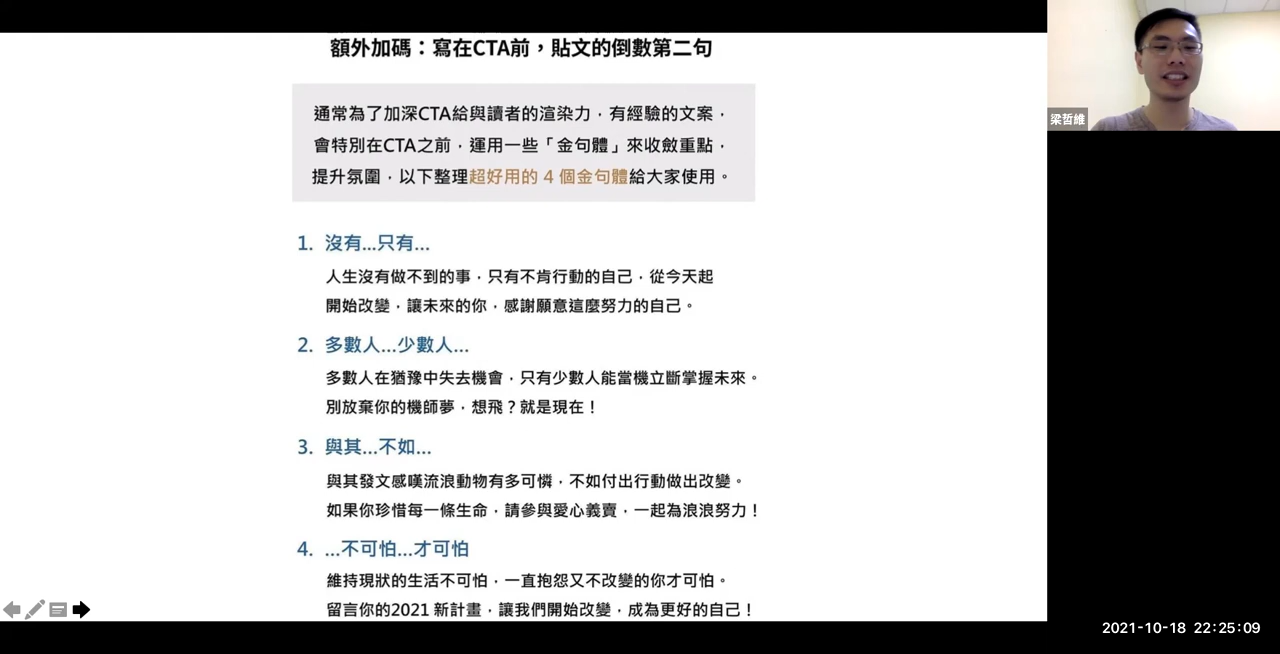 額外加碼：寫在CTA前，貼文的倒數第二句
通常為了加深CTA給與讀者的渲染力，有經驗的文案，
會特別在CTA之前，運用一些「金句體」來收斂重點，
提升氛圍，以下整理超好用的 4 個金句體給大家使用。
1. 沒有...只有...
人生沒有做不到的事，只有不肯行動的自己，從今天起
開始改變，讓未來的你，感謝願意這麼努力的自己。
2. 多數人...少數人...
多數人在猶豫中失去機會，只有少數人能當機立斷掌握未來。
別放棄你的機師夢，想飛？就是現在！
3. 與其...不如...
與其發文感嘆流浪動物有多可憐，不如付出行動做出改變。
如果你珍惜每一條生命，請參與愛心義賣，一起為浪浪努力！
4. ...不可怕...才可怕
維持現狀的生活不可怕，一直抱怨又不改變的你才可怕。
留言你的2021 新計畫，讓我們開始改變，成為更好的自己！
梁哲維
2021-10-18 22:25:09